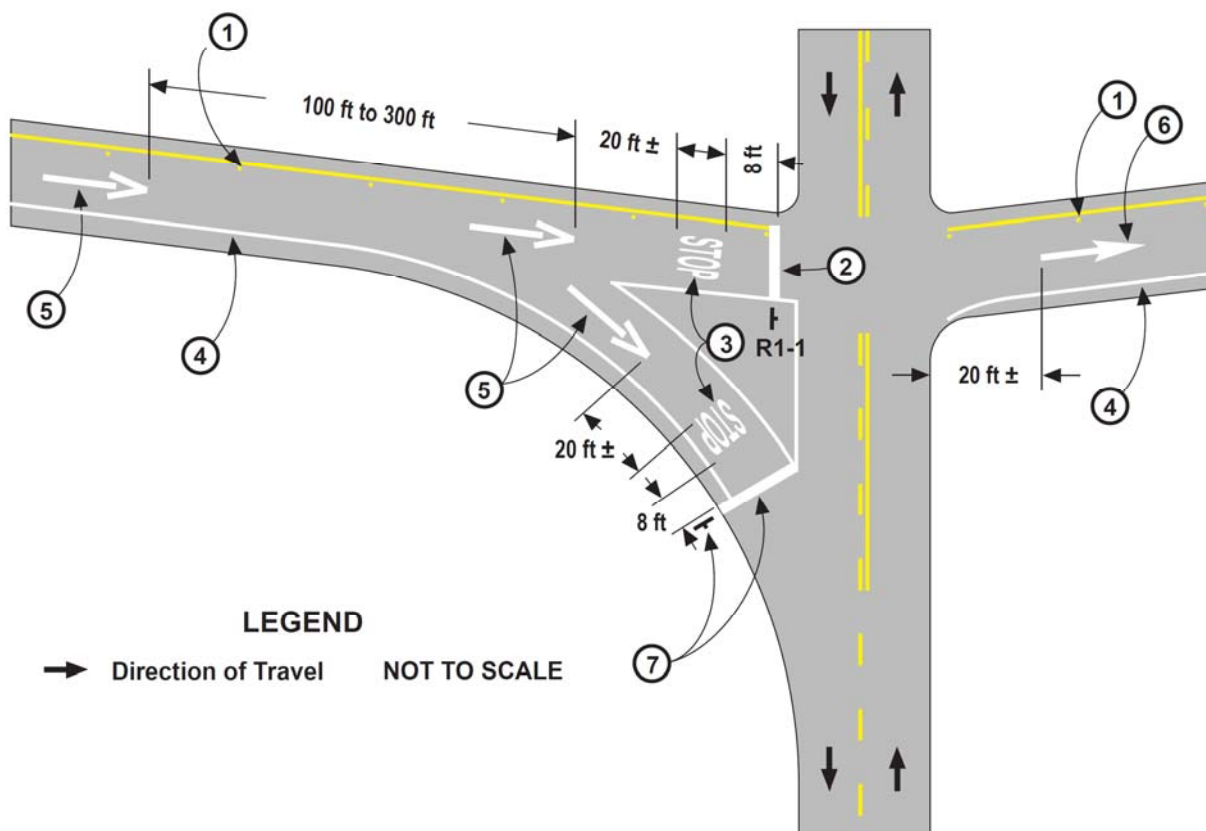 1
100 ft to 300 ft
20 ft ±
8 ft
1
6
STOP
2
5
4
3
R1-1
5
20 ft ±
4
STOP
20 ft ±
8 ft
LEGEND
Direction of Travel NOT TO SCALE
7